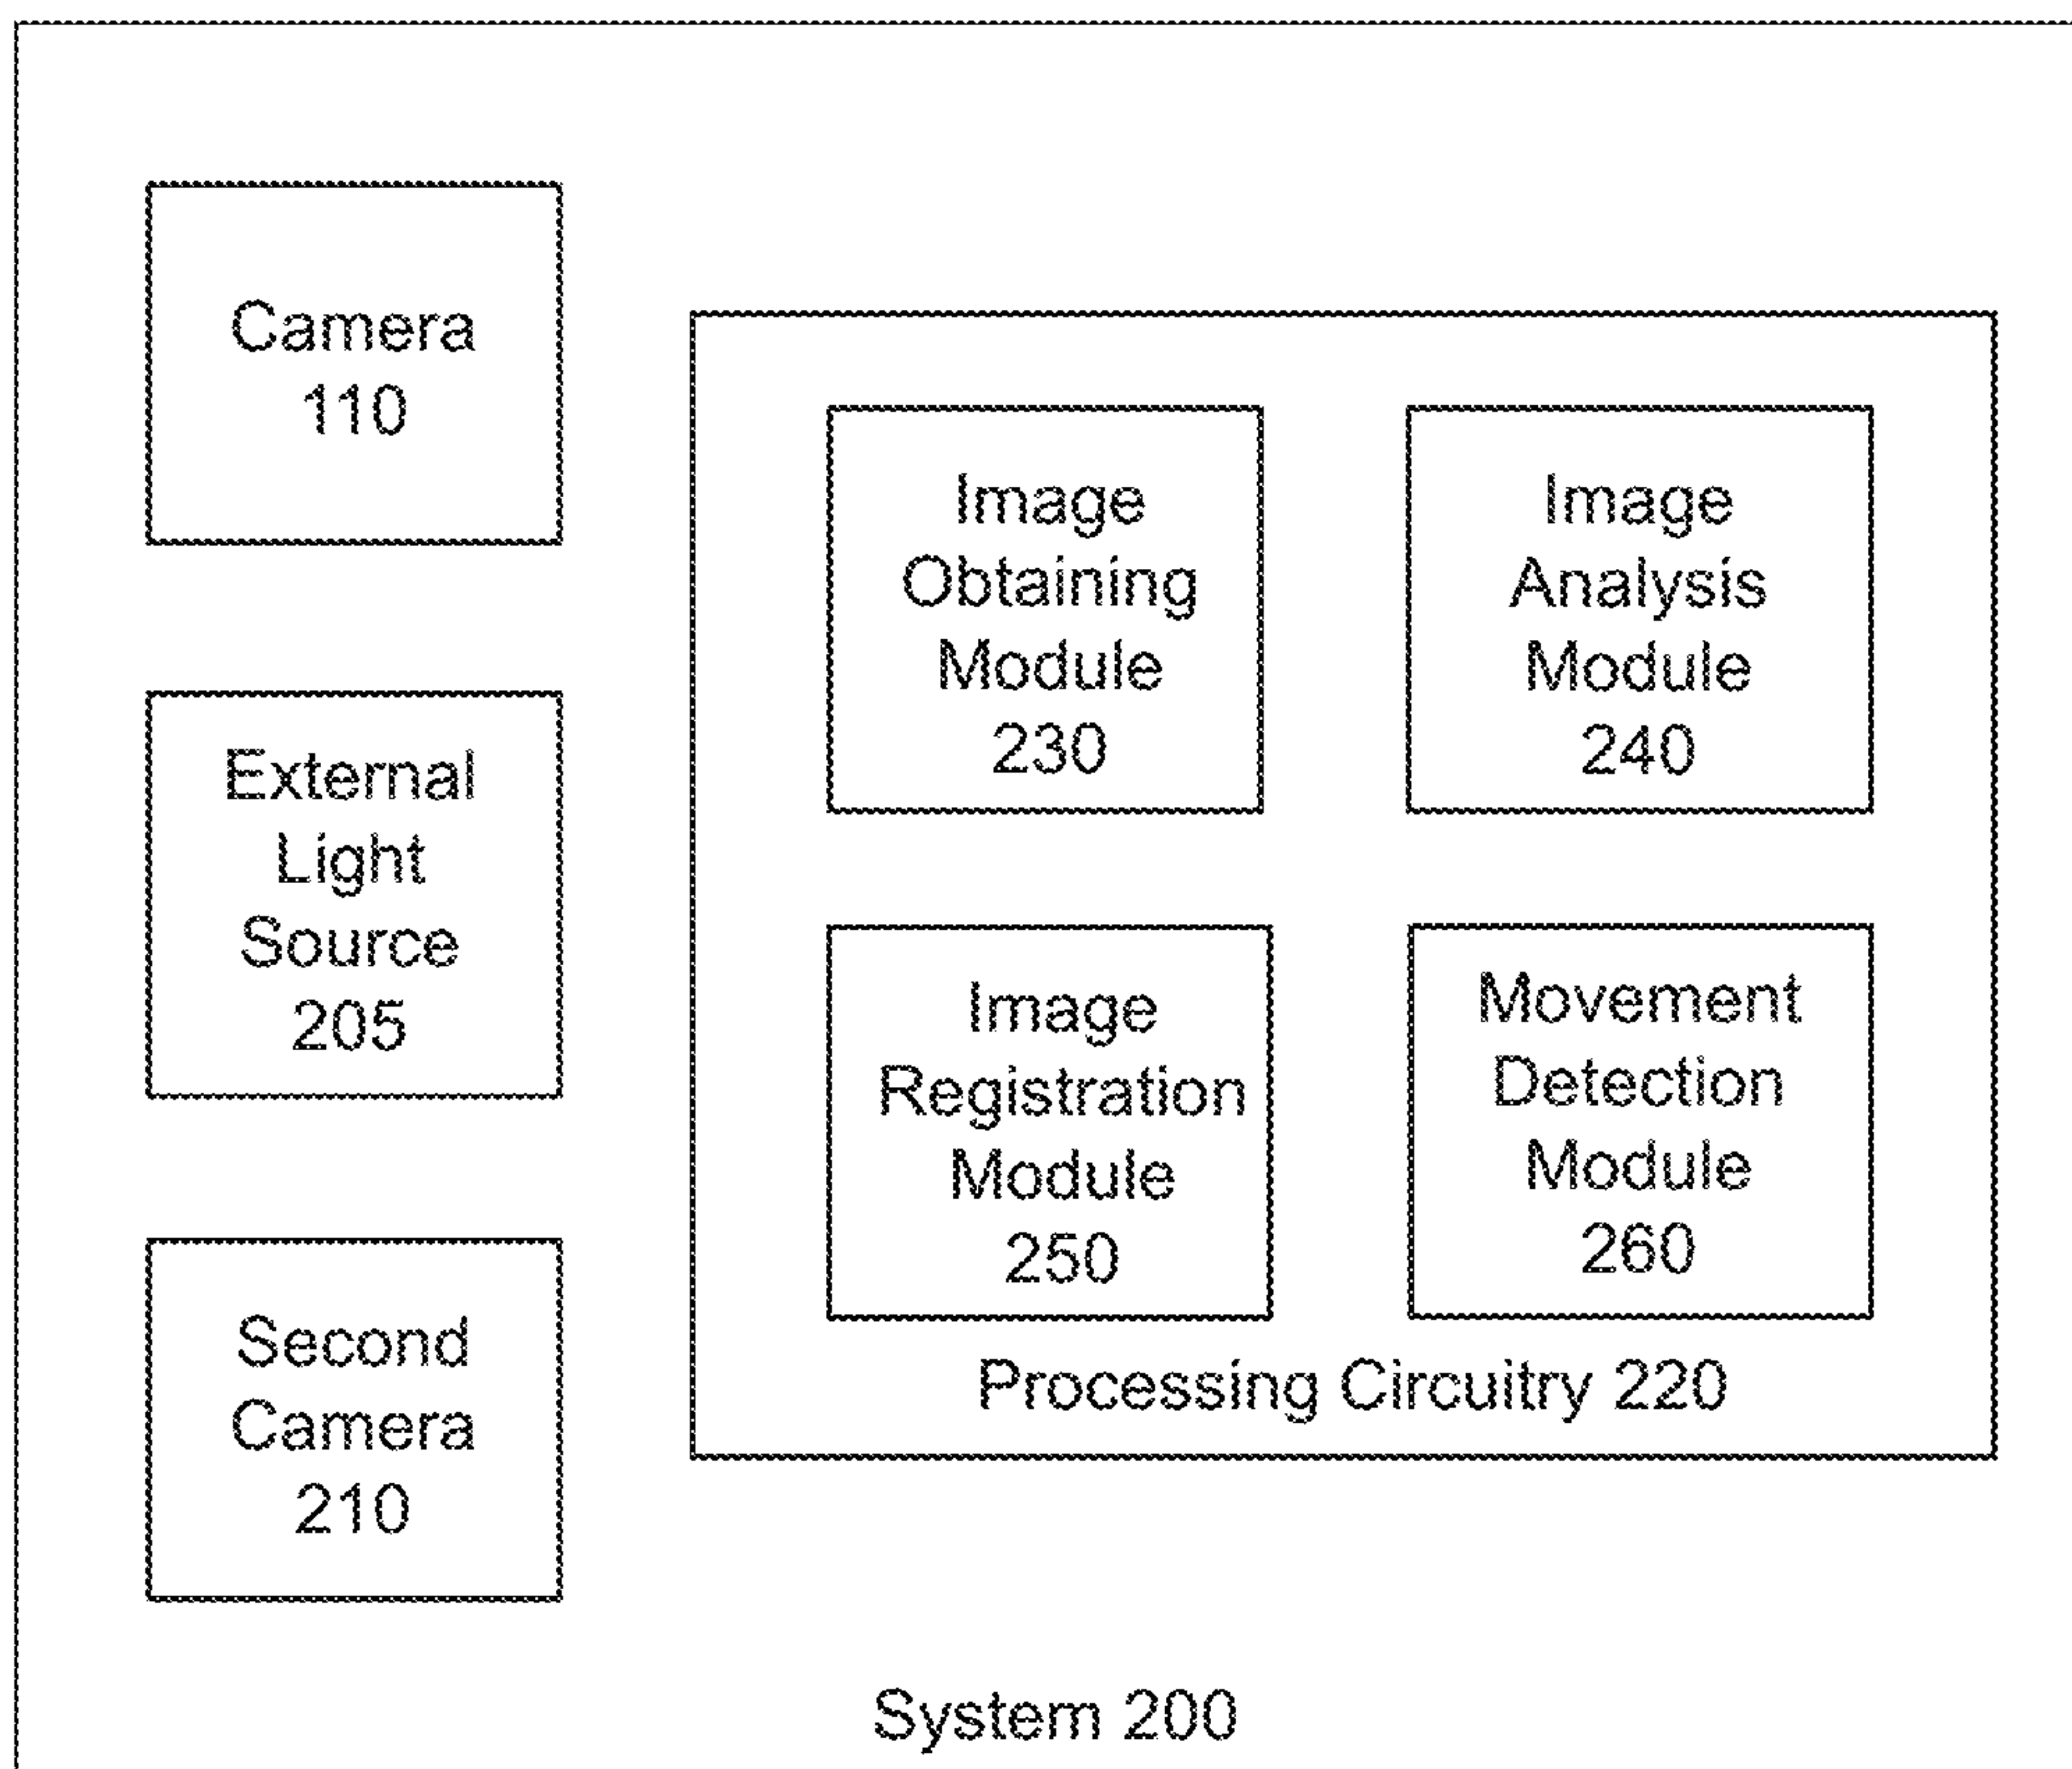 Camera
110
External
Light
Source
205
Second
Camera
210
Image
Obtaining
Module
230
Image
Analysis
Module
240
Image
Registration
Module
250
Movement
Detection
Module
260
Processing Circuitry 220
System 200